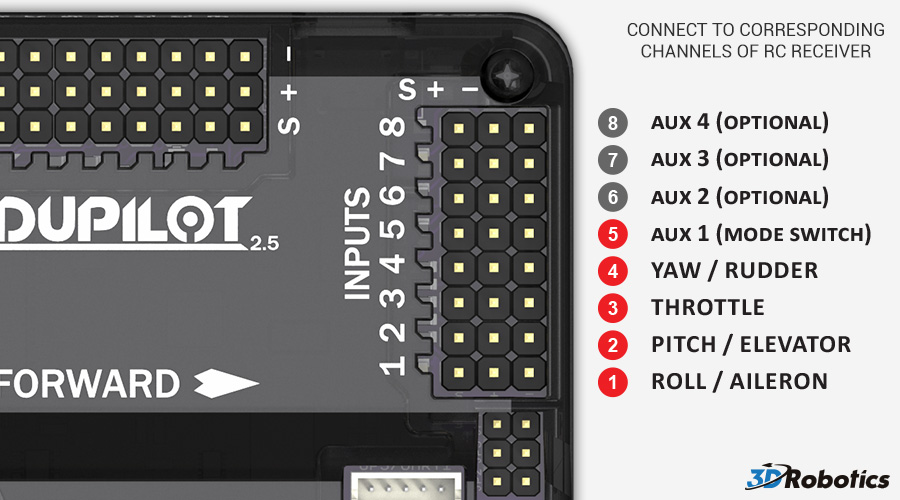 CONNECT TO CORRESPONDING
CHANNELS OF RC RECEIVER
−
+
S
S + −
8
7
6
5
4
3
2
1
INPUTS
DUPILOT
2.5
FORWARD
8 AUX 4 (OPTIONAL)
7 AUX 3 (OPTIONAL)
6 AUX 2 (OPTIONAL)
5 AUX 1 (MODE SWITCH)
4 YAW / RUDDER
3 THROTTLE
2 PITCH / ELEVATOR
1 ROLL / AILERON
3DRobotics